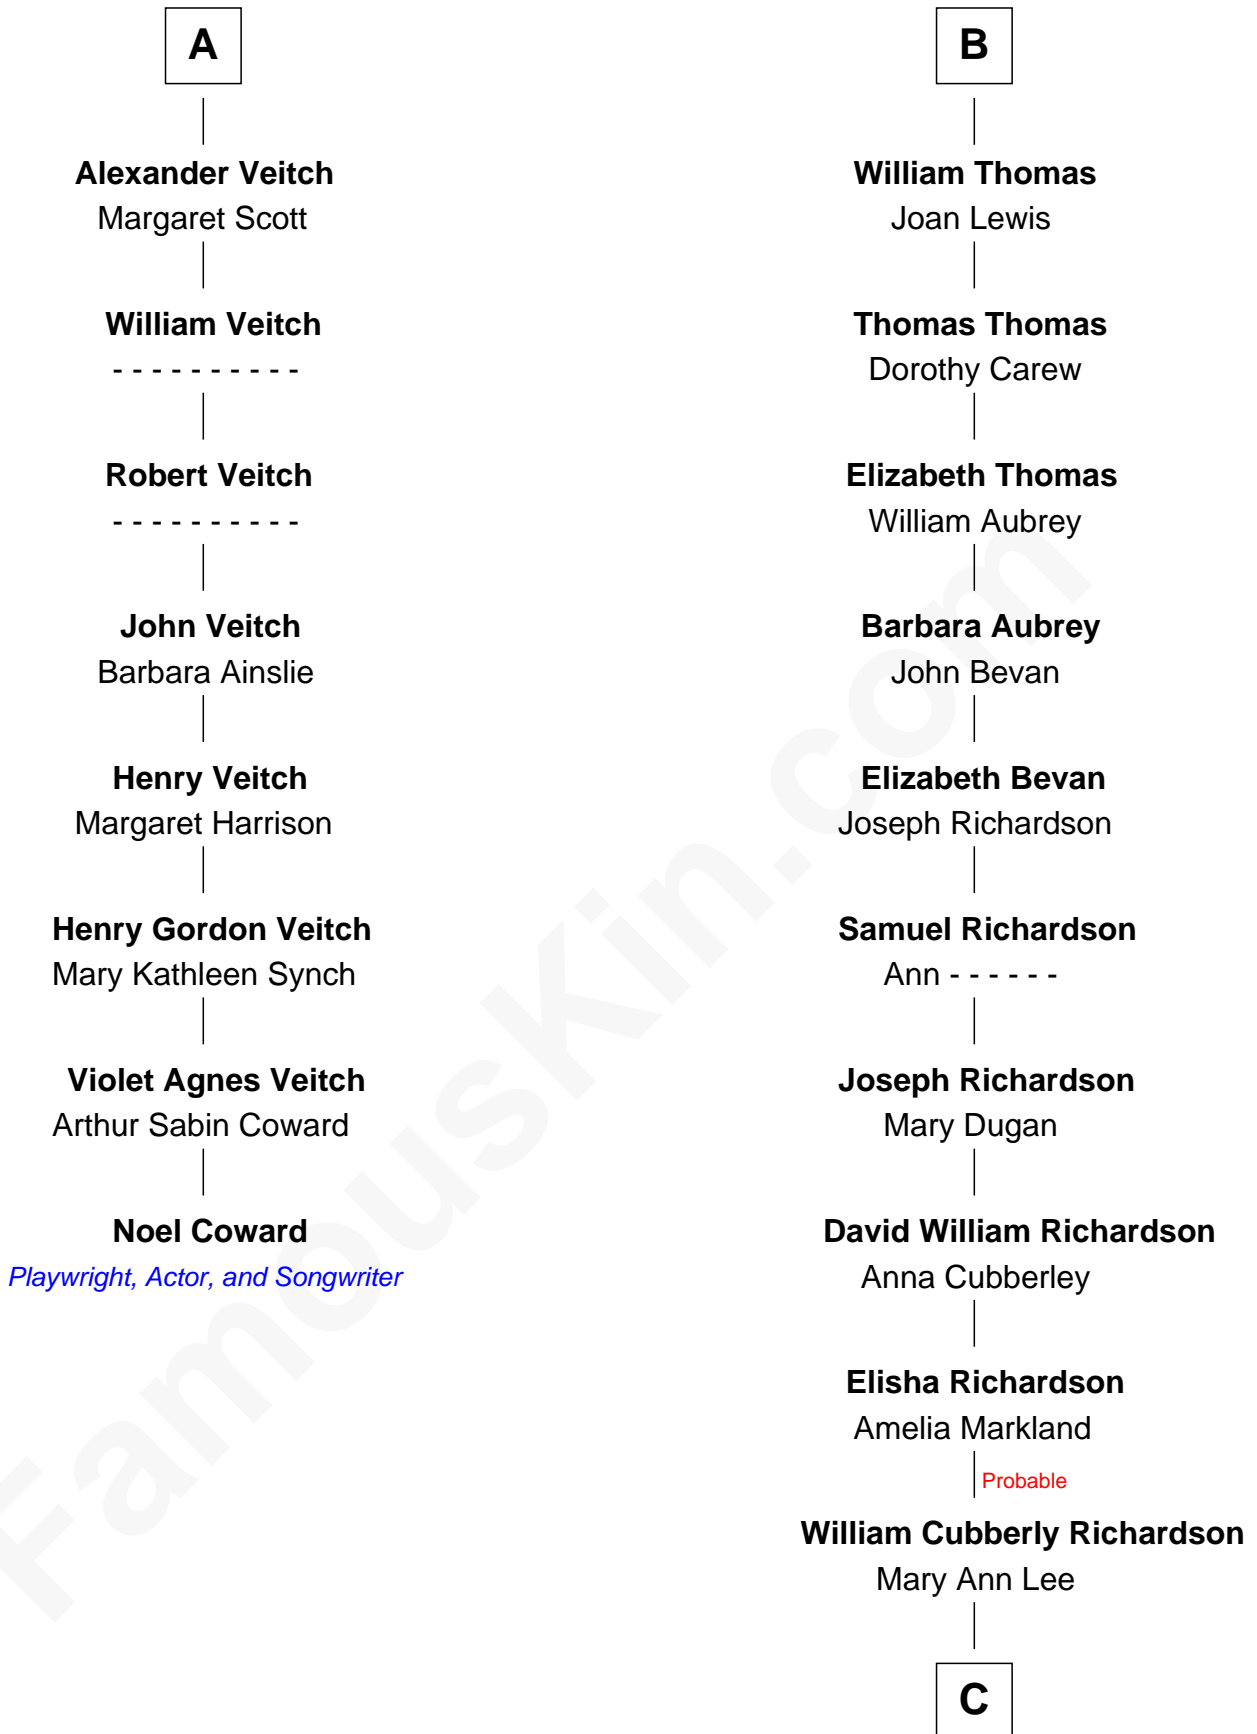 A
Alexander Veitch
Margaret Scott
William Veitch
- - - - - - - - - -
Robert Veitch
- - - - - - - - - -
John Veitch
Barbara Ainslie
Henry Veitch
Margaret Harrison
Henry Gordon Veitch
Mary Kathleen Synch
Violet Agnes Veitch
Arthur Sabin Coward
Noel Coward
Playwright, Actor, and Songwriter
B
William Thomas
Joan Lewis
Thomas Thomas
Dorothy Carew
Elizabeth Thomas
William Aubrey
Barbara Aubrey
John Bevan
Elizabeth Bevan
Joseph Richardson
Samuel Richardson
Ann - - - - - -
Joseph Richardson
Mary Dugan
David William Richardson
Anna Cubberley
Elisha Richardson
Amelia Markland
Probable
William Cubberly Richardson
Mary Ann Lee
C
FamousKin.com